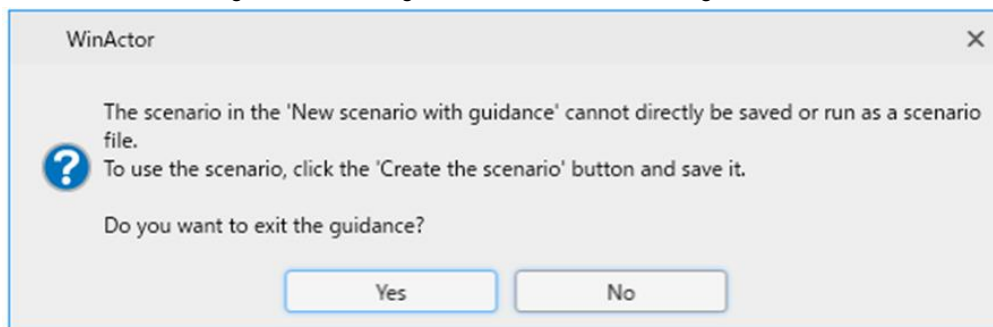 WinActor
The scenario in the 'New scenario with guidance' cannot directly be saved or run as a scenario
file.
To use the scenario, click the 'Create the scenario' button and save it.
Do you want to exit the guidance?
Yes
No